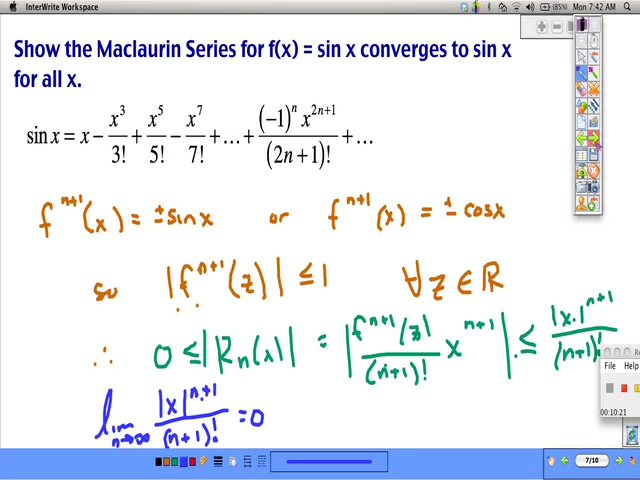 InterWrite Workspace
(85%) Mon 7:42 AM
Show the Maclaurin Series for f(x) = sin x converges to sin x
for all x.
sin x = x − x³/3! + x⁵/5! − x⁷/7! + ... + (−1)ⁿ x²ⁿ⁺¹/(2n+1)! + ...
fⁿ⁺¹(x) = ± sin x or fⁿ⁺¹(x) = ± cos x
so |fⁿ⁺¹(z)| ≤ 1 ∀ z ∈ ℝ
∴ 0 ≤ |Rₙ(x)| = |fⁿ⁺¹(z)/(n+1)! xⁿ⁺¹| ≤ |x|ⁿ⁺¹/(n+1)!
lim n→∞ |x|ⁿ⁺¹/(n+1)! = 0
File
00:10:21
7/10